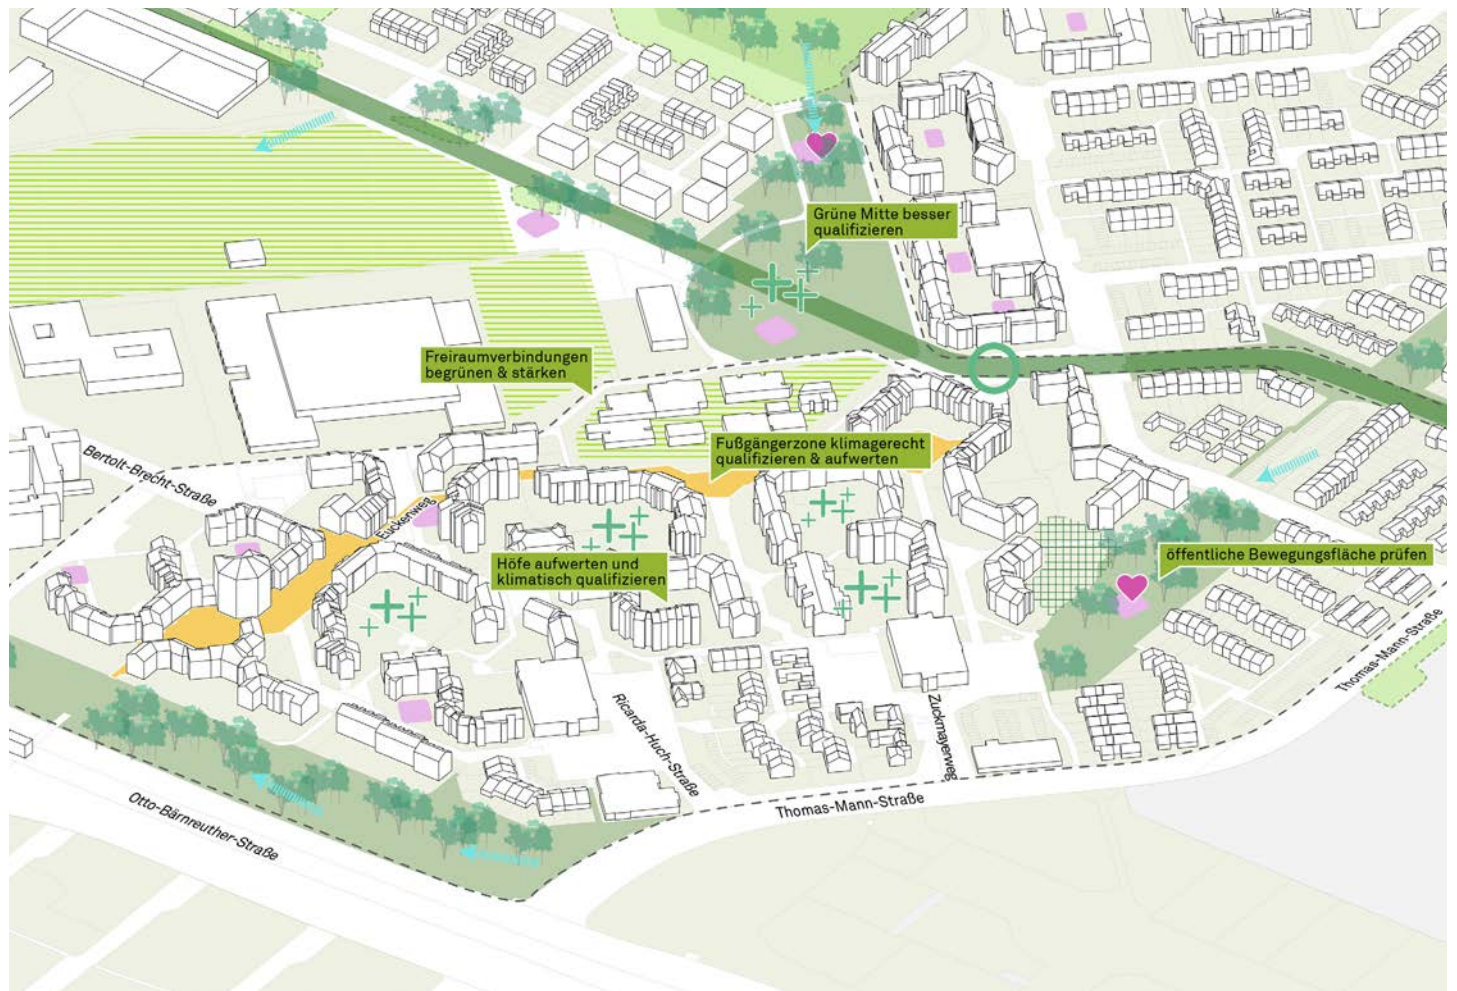 Grüne Mitte besser
qualifizieren
Freiraumverbindungen
begrünen & stärken
Fußgängerzone klimagerecht
qualifizieren & aufwerten
Bertolt-Brecht-Straße
Euckenweg
öffentliche Bewegungsfläche prüfen
Höfe aufwerten und
klimatisch qualifizieren
Thomas-Mann-Straße
Ricarda-Huch-Straße
Zuckmayerweg
Otto-Bärnreuther-Straße
Thomas-Mann-Straße